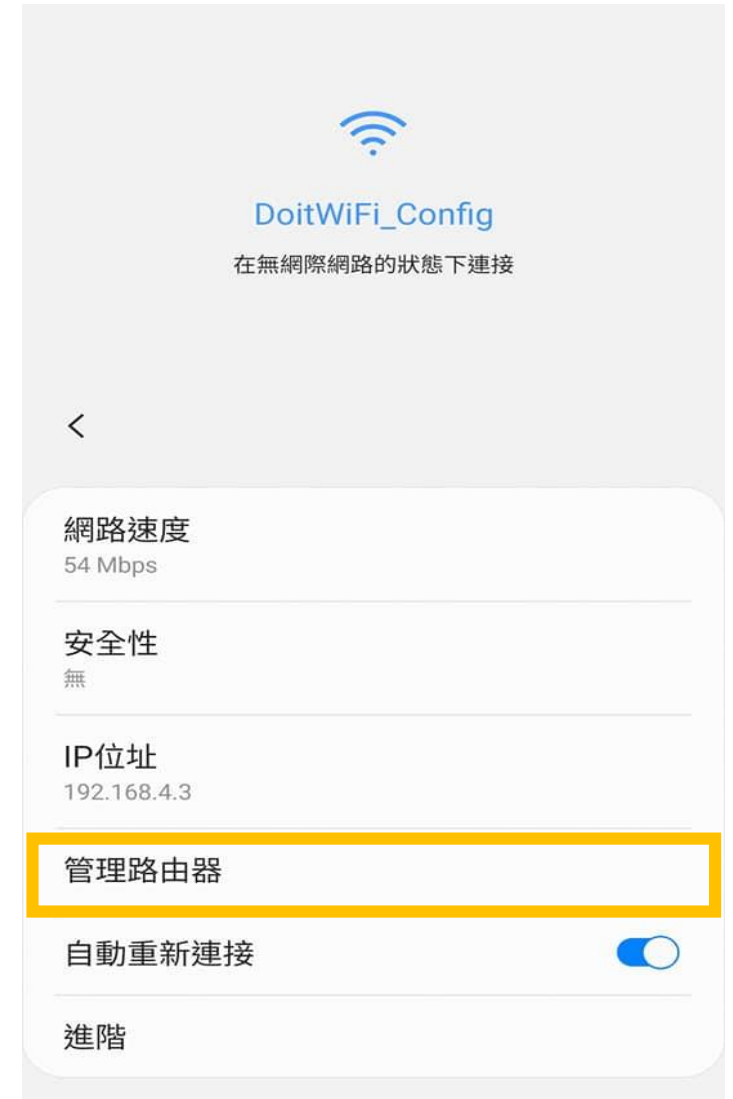 DoitWiFi_Config
在無網際網路的狀態下連接
網路速度
54 Mbps
安全性
無
IP位址
192.168.4.3
管理路由器
自動重新連接
進階